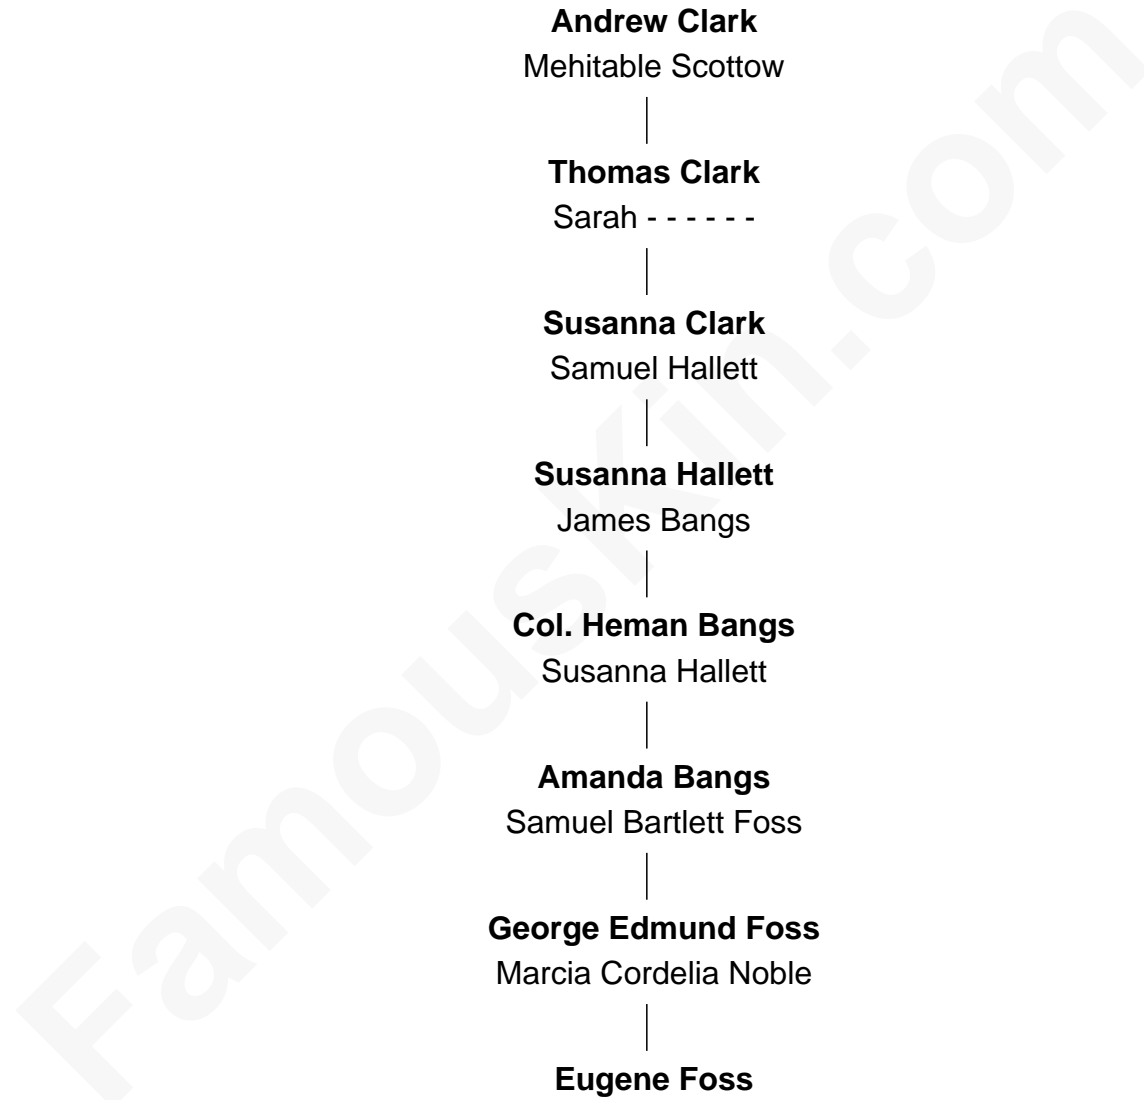 Andrew Clark
Mehitable Scottow
Thomas Clark
Sarah - - - - - -
Susanna Clark
Samuel Hallett
Susanna Hallett
James Bangs
Col. Heman Bangs
Susanna Hallett
Amanda Bangs
Samuel Bartlett Foss
George Edmund Foss
Marcia Cordelia Noble
Eugene Foss
FamousKin.com